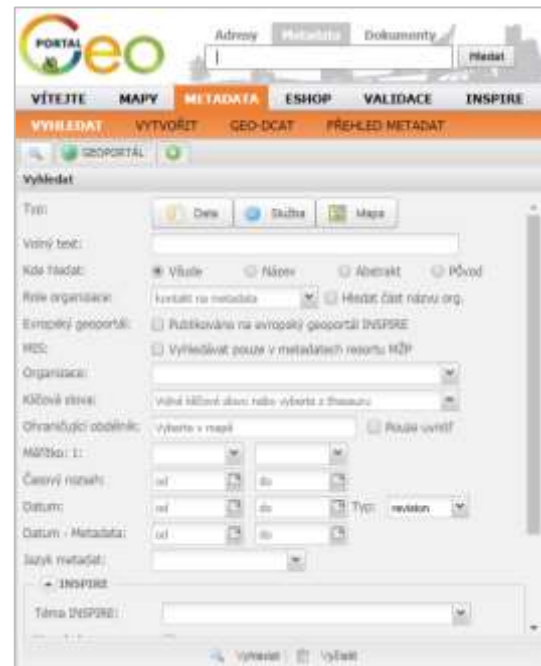 PORTAL Geo
Adresy Metadata Dokumenty
Hledat
VÍTEJTE MAPY METADATA ESHOP VALIDACE INSPIRE
VYHLEDAT VYTVOŘIT GEO-DCAT PŘEHLED METADAT
GEOPORTÁL
Vyhledat
Typ: Data Služba Mapa
Volný text:
Kde hledat: Všude Název Abstrakt Původ
Role organizace: kontakt na metadata Hledat část názvu org.
Evropský geoportál: Publikováno na evropský geoportál INSPIRE
Vyhledávat pouze v metadatech resortu MŽP
Organizace:
Klíčová slova: Volné klíčové slovo nebo vyberte z thesauru
Ohraničující obdélník: Vyberte v mapě Pouze uvnitř
Měřítko: 1:
Časový rozsah: od do
Datum: od do Typ: revision
Datum - Metadata: od do
Jazyk metadat:
INSPIRE
Téma INSPIRE:
Vyhledat Vyčistit